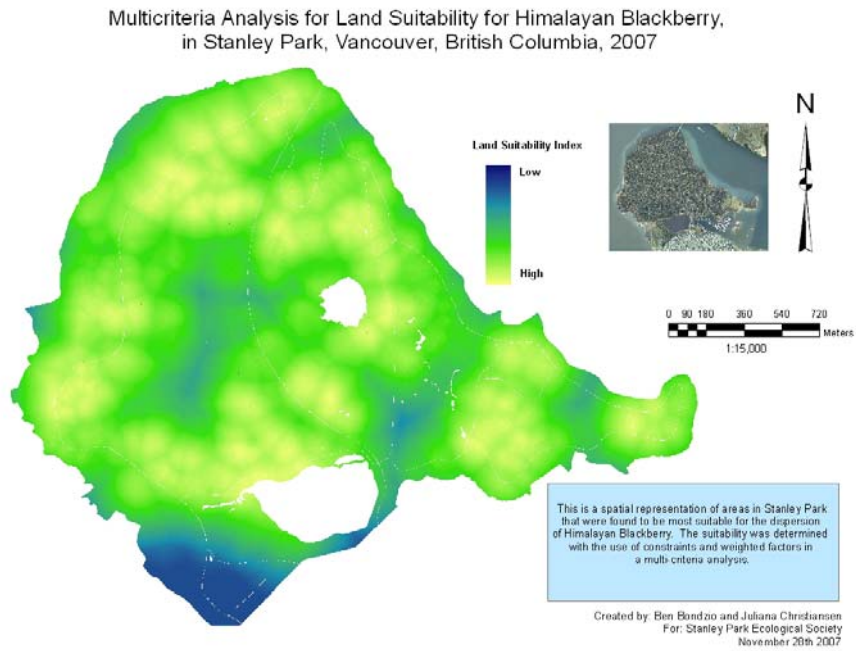 Multicriteria Analysis for Land Suitability for Himalayan Blackberry,
in Stanley Park, Vancouver, British Columbia, 2007
N
Land Suitability Index
Low
High
0 90 180 360 540 720
Meters
1:15,000
This is a spatial representation of areas in Stanley Park
that were found to be most suitable for the dispersion
of Himalayan Blackberry. The suitability was determined
with the use of constraints and weighted factors in
a multi-criteria analysis.
Created by: Ben Bondzio and Juliana Christiansen
For: Stanley Park Ecological Society
November 28th 2007